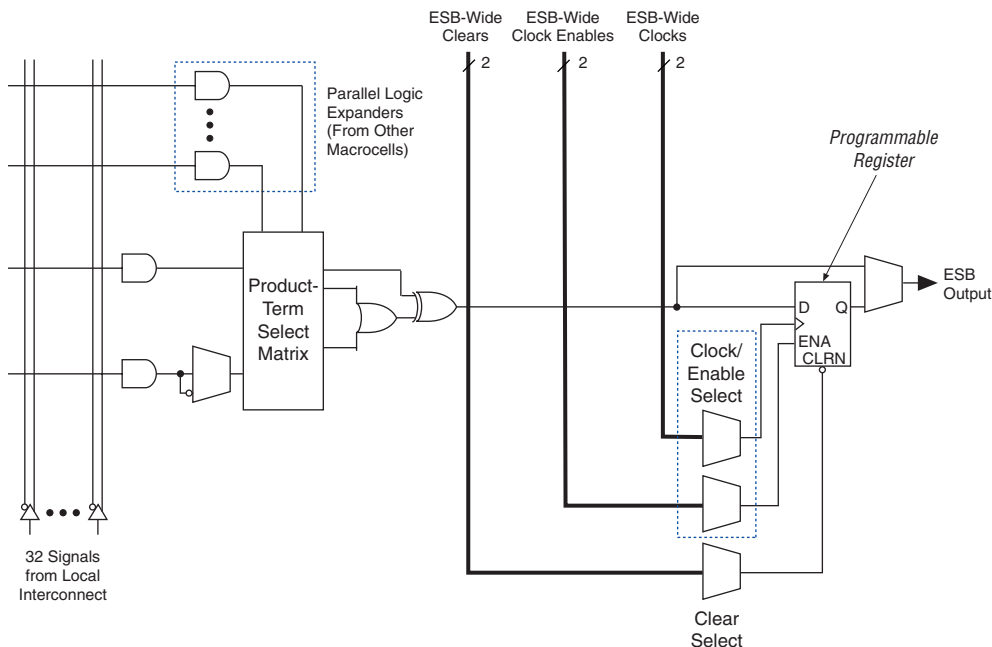 ESB-Wide
Clears
ESB-Wide
Clock Enables
ESB-Wide
Clocks
2
2
2
Parallel Logic
Expanders
(From Other
Macrocells)
Programmable
Register
Product-
Term
Select
Matrix
ESB
Output
D
Q
ENA
CLRN
Clock/
Enable
Select
32 Signals
from Local
Interconnect
Clear
Select